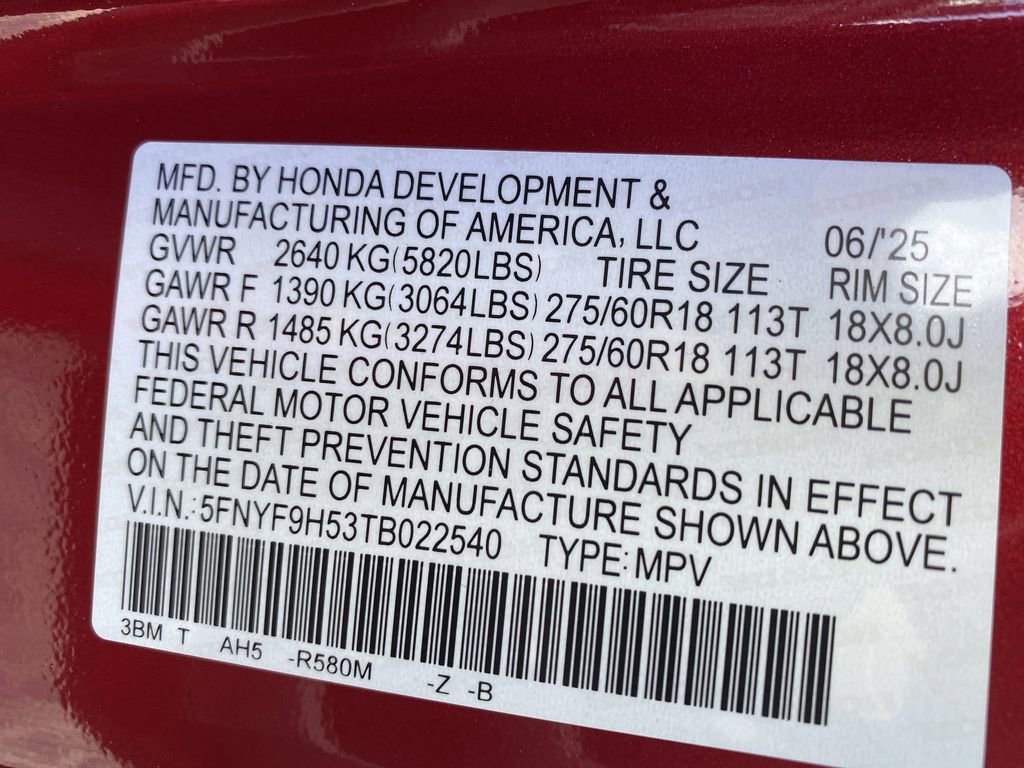 MFD. BY HONDA DEVELOPMENT &
MANUFACTURING OF AMERICA, LLC 06/'25
GVWR 2640 KG(5820LBS) TIRE SIZE RIM SIZE
GAWR F 1390 KG(3064LBS) 275/60R18 113T 18X8.0J
GAWR R 1485 KG(3274LBS) 275/60R18 113T 18X8.0J
THIS VEHICLE CONFORMS TO ALL APPLICABLE
FEDERAL MOTOR VEHICLE SAFETY
AND THEFT PREVENTION STANDARDS IN EFFECT
ON THE DATE OF MANUFACTURE SHOWN ABOVE.
V.I.N.:5FNYF9H53TB022540 TYPE:MPV
3BM T AH5 -R580M -Z -B